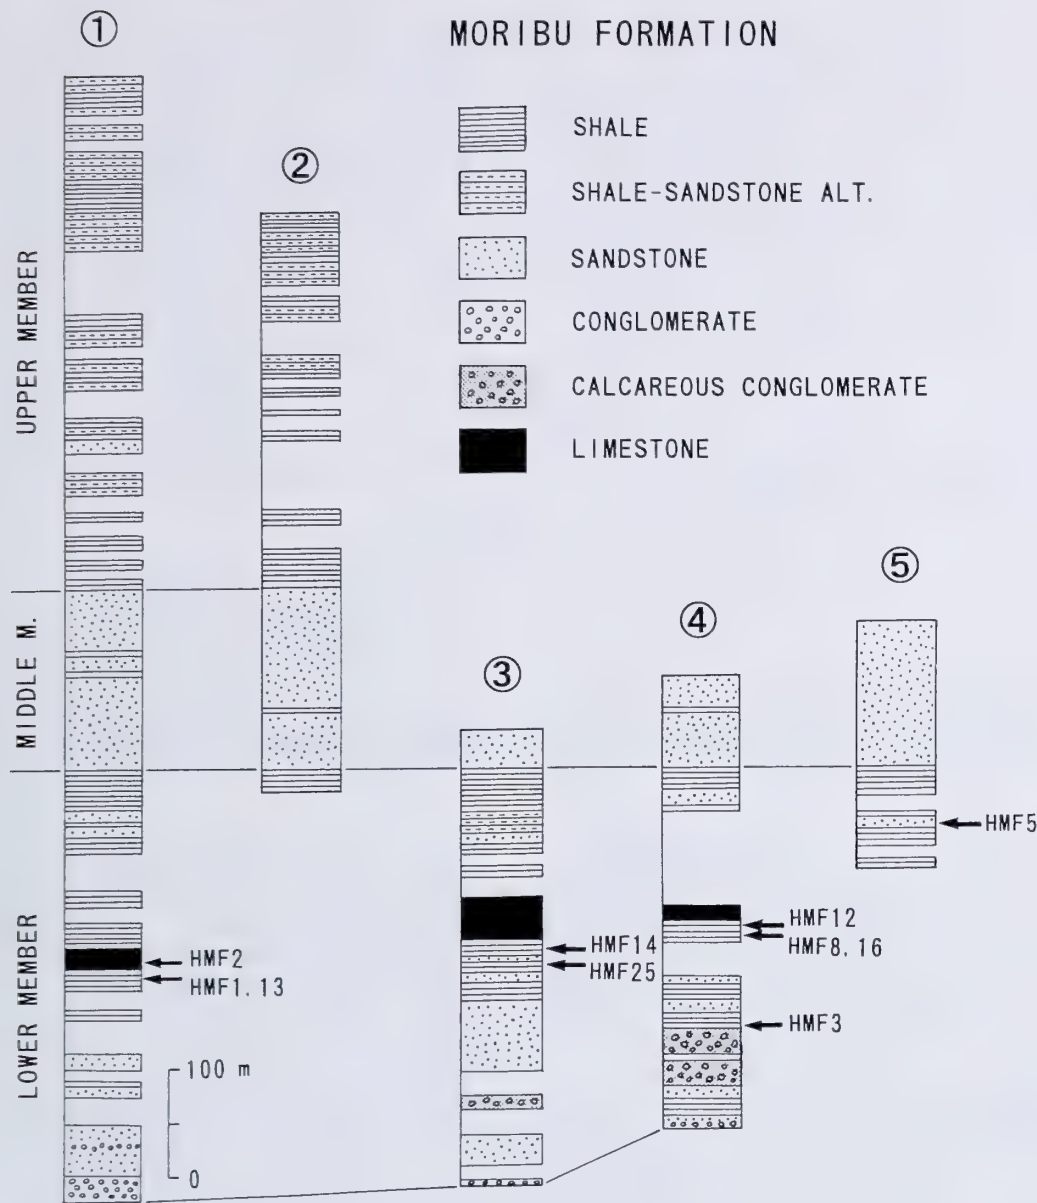 MORIBU FORMATION
①
②
③
④
⑤
SHALE
SHALE-SANDSTONE ALT.
SANDSTONE
CONGLOMERATE
CALCAREOUS CONGLOMERATE
LIMESTONE
UPPER MEMBER
MIDDLE M.
LOWER MEMBER
HMF2
HMF1.13
100 m
0
HMF14
HMF25
HMF12
HMF8.16
HMF3
HMF5